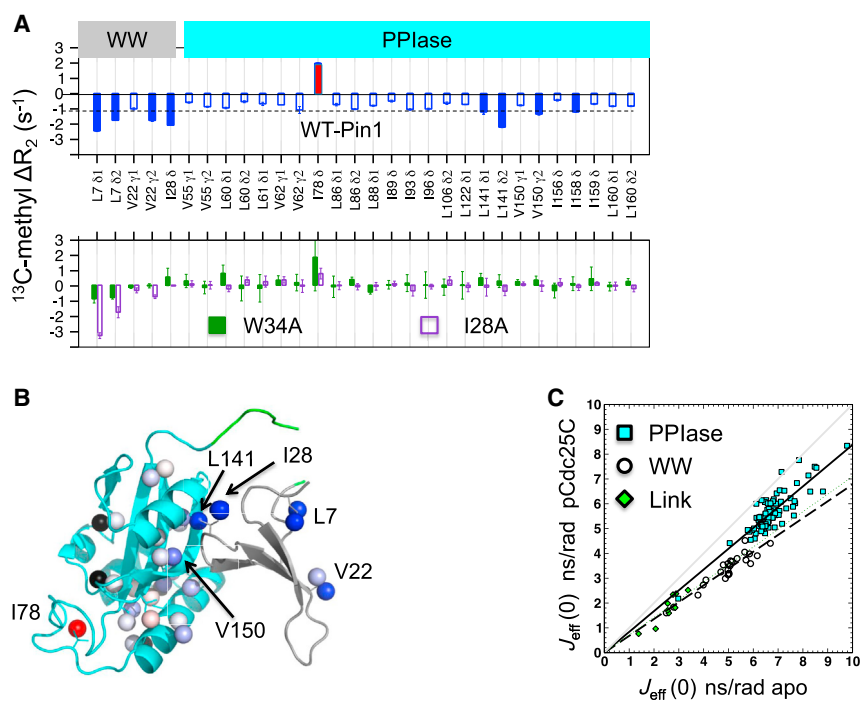 A
WW
PPIase
¹³C-methyl ΔR₂ (s⁻¹)
3
2
1
0
-1
-2
-3
WT-Pin1
L7 δ1
L7 δ2
V22 γ1
V22 γ2
I28 δ
V55 γ1
V55 γ2
L60 δ1
L60 δ2
L61 δ1
V62 γ1
V62 γ2
I78 δ
L86 δ1
L86 δ2
L88 δ1
I89 δ
I93 δ
I96 δ
L106 δ2
L122 δ1
L141 δ1
L141 δ2
V150 γ1
V150 γ2
I156 δ
I158 δ
I159 δ
L160 δ1
L160 δ2
3
2
1
0
-1
-2
-3
W34A
I28A
B
L141
I28
L7
V22
V150
I78
C
J_eff(0) ns/rad pCdc25C
10
9
8
7
6
5
4
3
2
1
0
PPIase
WW
Link
0 1 2 3 4 5 6 7 8 9 10
J_eff(0) ns/rad apo